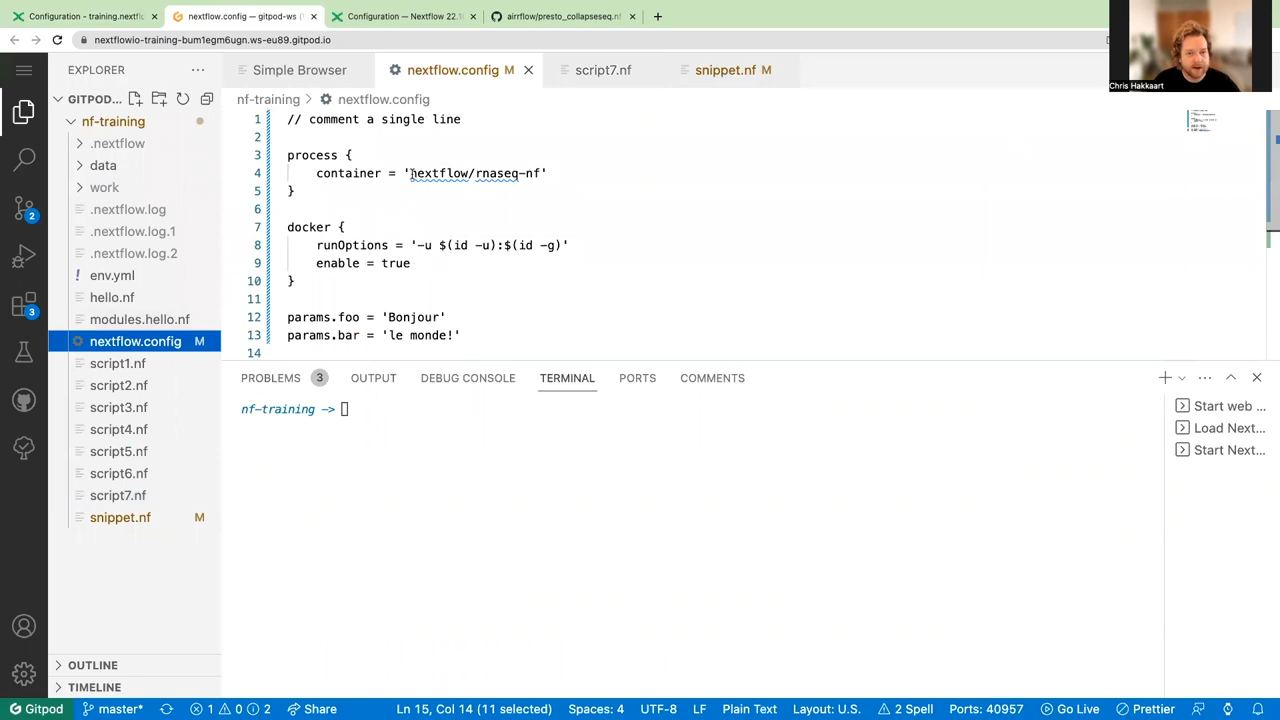 Configuration - training.nextflow.
nextflow.config — gitpod-ws (
Configuration — Nextflow 22.1
airrflow/presto_collapseseq.nf
nextflowio-training-bum1egm6ugn.ws-eu89.gitpod.io
Chris Hakkaart
EXPLORER
Simple Browser
nextflow.config M
script7.nf
snippet.nf M
GITPOD...
nf-training > nextflow.config
nf-training
.nextflow
data
work
.nextflow.log
.nextflow.log.1
.nextflow.log.2
env.yml
hello.nf
modules.hello.nf
nextflow.config M
script1.nf
script2.nf
script3.nf
script4.nf
script5.nf
script6.nf
script7.nf
snippet.nf M
OUTLINE
TIMELINE
2
3
1 // comment a single line
2
3 process {
4 container = 'nextflow/rnaseq-nf'
5 }
6
7 docker {
8 runOptions = '-u $(id -u):$(id -g)'
9 enable = true
10 }
11
12 params.foo = 'Bonjour'
13 params.bar = 'le monde!'
14
PROBLEMS 3 OUTPUT DEBUG CONSOLE TERMINAL PORTS COMMENTS
nf-training ->
Start web ...
Load Next...
Start Next...
Gitpod master* 1 0 2 Share Ln 15, Col 14 (11 selected) Spaces: 4 UTF-8 LF Plain Text Layout: U.S. 2 Spell Ports: 40957 Go Live Prettier